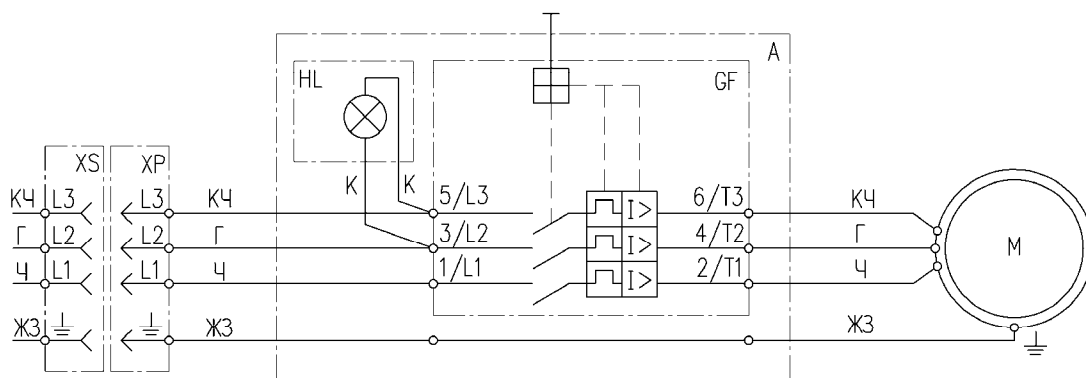 A
HL
GF
XS
XP
К
К
КЧ
L3
L3
КЧ
5/L3
I>
6/T3
КЧ
Г
L2
L2
Г
3/L2
I>
4/T2
Г
M
Ч
L1
L1
Ч
1/L1
I>
2/T1
Ч
ЖЗ
ЖЗ
ЖЗ